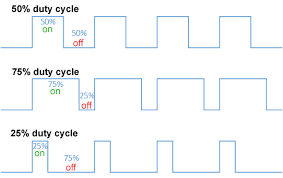 50% duty cycle
50%
on
50%
off
75% duty cycle
75%
on
25%
off
25% duty cycle
25%
on
75%
off